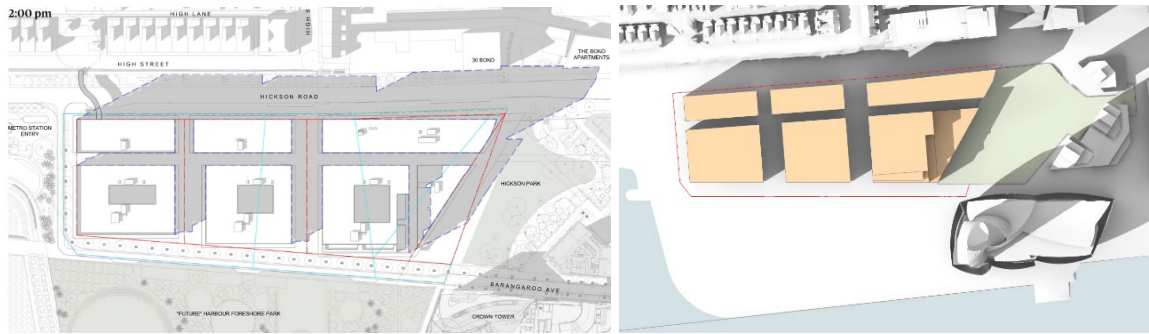 2:00 pm
HIGH LANE
HIGH S
HIGH STREET
30 BOND
THE BOND
APARTMENTS
HICKSON ROAD
METRO STATION
ENTRY
HICKSON PARK
BARANGAROO AVE
"FUTURE" HARBOUR FORESHORE PARK
CROWN TOWER